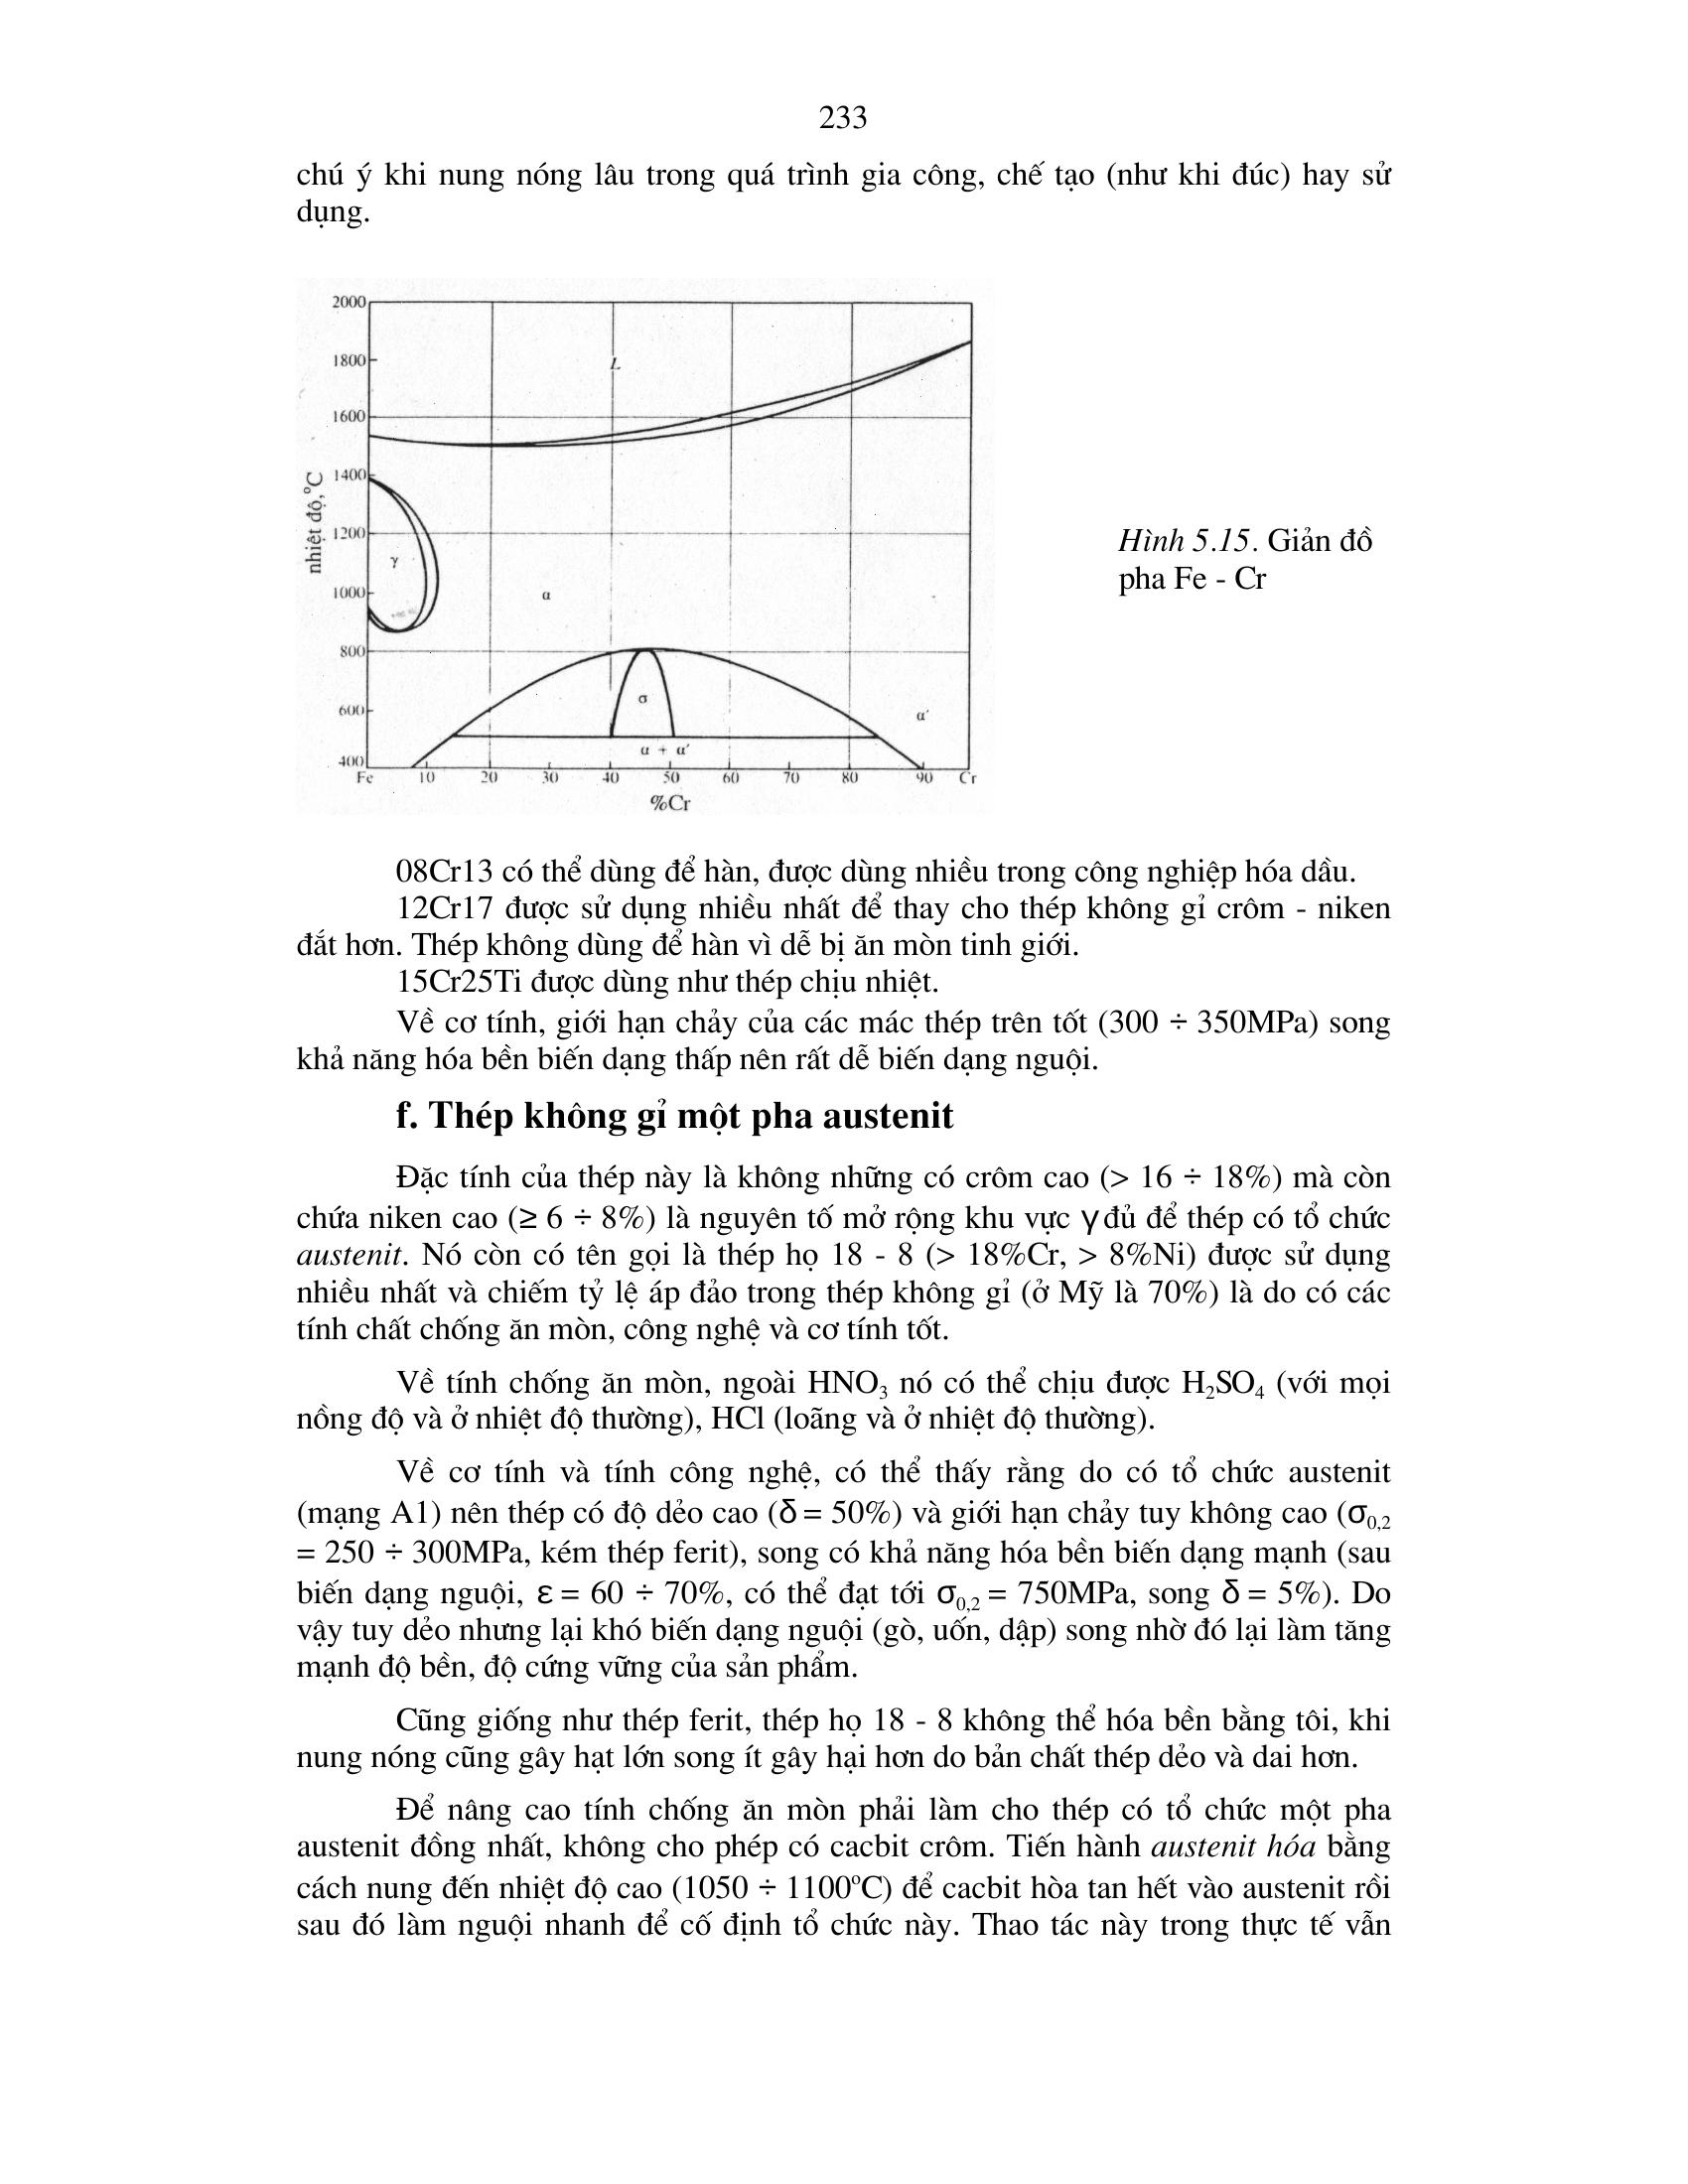 233
chú ý khi nung nóng lâu trong quá trình gia công, chế tạo (như khi đúc) hay sử
dụng.
2000
1800
L
1600
1400
nhiệt độ,°C
1200
γ
1000
α
800
σ
600
α'
α + α'
400
Fe 10 20 30 40 50 60 70 80 90 Cr
%Cr
Hình 5.15. Giản đồ
pha Fe - Cr
08Cr13 có thể dùng để hàn, được dùng nhiều trong công nghiệp hóa dầu.
12Cr17 được sử dụng nhiều nhất để thay cho thép không gỉ crôm - niken
đắt hơn. Thép không dùng để hàn vì dễ bị ăn mòn tinh giới.
15Cr25Ti được dùng như thép chịu nhiệt.
Về cơ tính, giới hạn chảy của các mác thép trên tốt (300 ÷ 350MPa) song
khả năng hóa bền biến dạng thấp nên rất dễ biến dạng nguội.
f. Thép không gỉ một pha austenit
Đặc tính của thép này là không những có crôm cao (> 16 ÷ 18%) mà còn
chứa niken cao (≥ 6 ÷ 8%) là nguyên tố mở rộng khu vực γ đủ để thép có tổ chức
austenit. Nó còn có tên gọi là thép họ 18 - 8 (> 18%Cr, > 8%Ni) được sử dụng
nhiều nhất và chiếm tỷ lệ áp đảo trong thép không gỉ (ở Mỹ là 70%) là do có các
tính chất chống ăn mòn, công nghệ và cơ tính tốt.
Về tính chống ăn mòn, ngoài HNO₃ nó có thể chịu được H₂SO₄ (với mọi
nồng độ và ở nhiệt độ thường), HCl (loãng và ở nhiệt độ thường).
Về cơ tính và tính công nghệ, có thể thấy rằng do có tổ chức austenit
(mạng A1) nên thép có độ dẻo cao (δ = 50%) và giới hạn chảy tuy không cao (σ0,2
= 250 ÷ 300MPa, kém thép ferit), song có khả năng hóa bền biến dạng mạnh (sau
biến dạng nguội, ε = 60 ÷ 70%, có thể đạt tới σ0,2 = 750MPa, song δ = 5%). Do
vậy tuy dẻo nhưng lại khó biến dạng nguội (gò, uốn, dập) song nhờ đó lại làm tăng
mạnh độ bền, độ cứng vững của sản phẩm.
Cũng giống như thép ferit, thép họ 18 - 8 không thể hóa bền bằng tôi, khi
nung nóng cũng gây hạt lớn song ít gây hại hơn do bản chất thép dẻo và dai hơn.
Để nâng cao tính chống ăn mòn phải làm cho thép có tổ chức một pha
austenit đồng nhất, không cho phép có cacbit crôm. Tiến hành austenit hóa bằng
cách nung đến nhiệt độ cao (1050 ÷ 1100°C) để cacbit hòa tan hết vào austenit rồi
sau đó làm nguội nhanh để cố định tổ chức này. Thao tác này trong thực tế vẫn